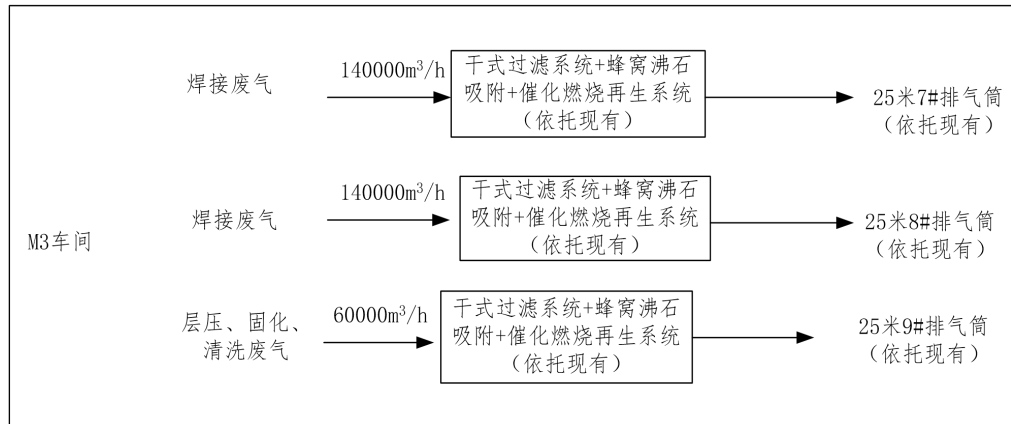 焊接废气
140000m³/h
干式过滤系统+蜂窝沸石
吸附+催化燃烧再生系统
(依托现有)
25米7#排气筒
(依托现有)
M3车间
焊接废气
140000m³/h
干式过滤系统+蜂窝沸石
吸附+催化燃烧再生系统
(依托现有)
25米8#排气筒
(依托现有)
层压、固化、
清洗废气
60000m³/h
干式过滤系统+蜂窝沸石
吸附+催化燃烧再生系统
(依托现有)
25米9#排气筒
(依托现有)